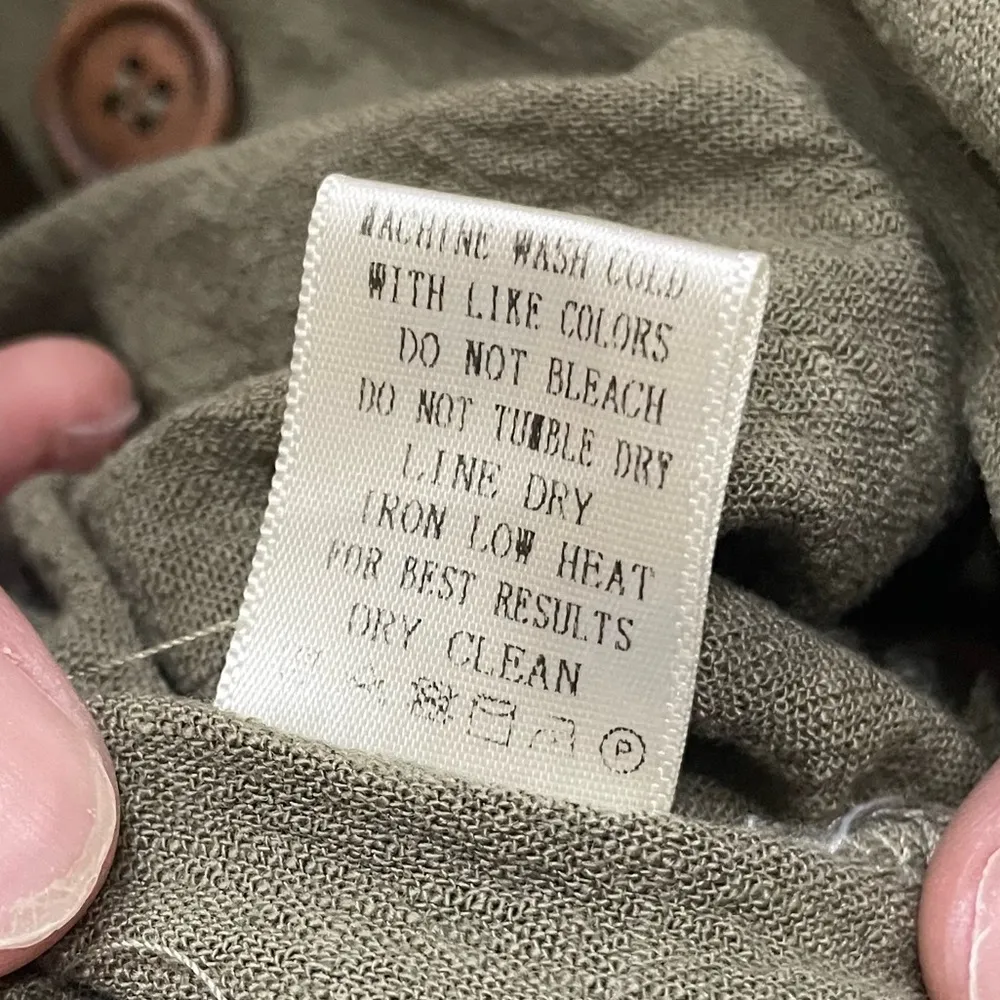 MACHINE WASH COLD
WITH LIKE COLORS
DO NOT BLEACH
DO NOT TUMBLE DRY
LINE DRY
IRON LOW HEAT
FOR BEST RESULTS
DRY CLEAN
P